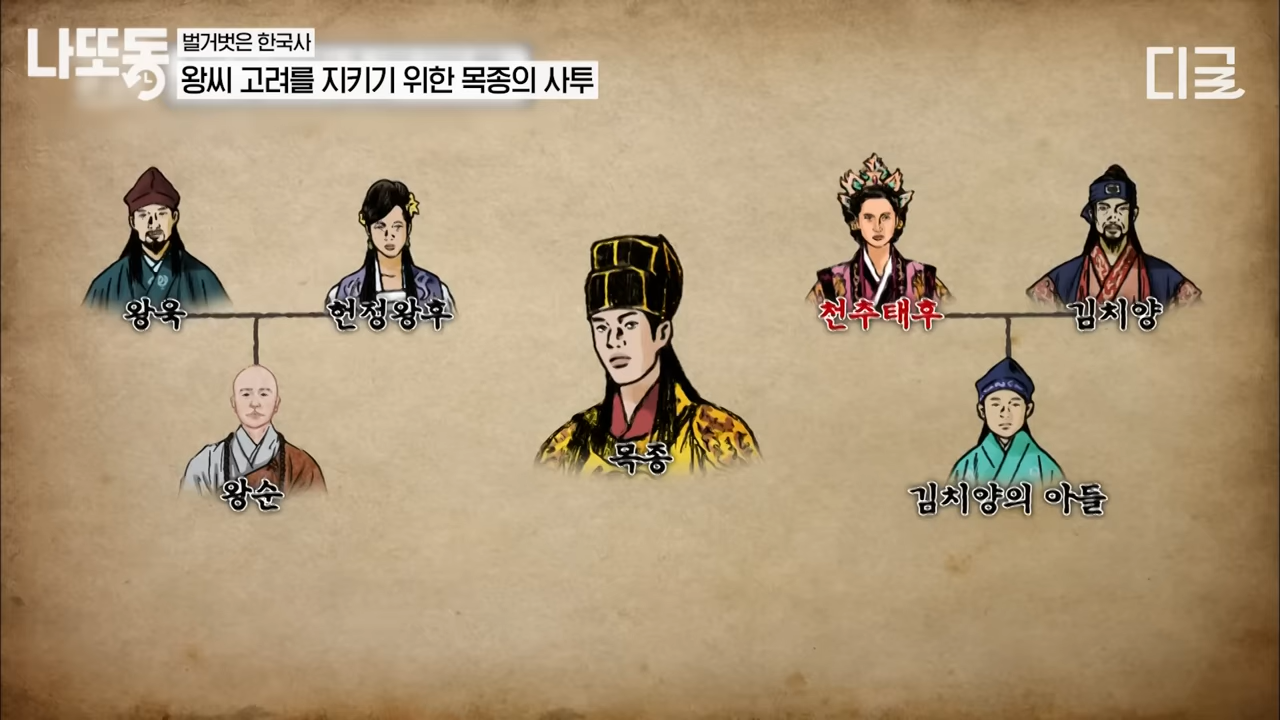 나또동
벌거벗은 한국사
왕씨 고려를 지키기 위한 목종의 사투
디글
왕욱
헌정왕후
천추태후
김치양
목종
왕순
김치양의 아들